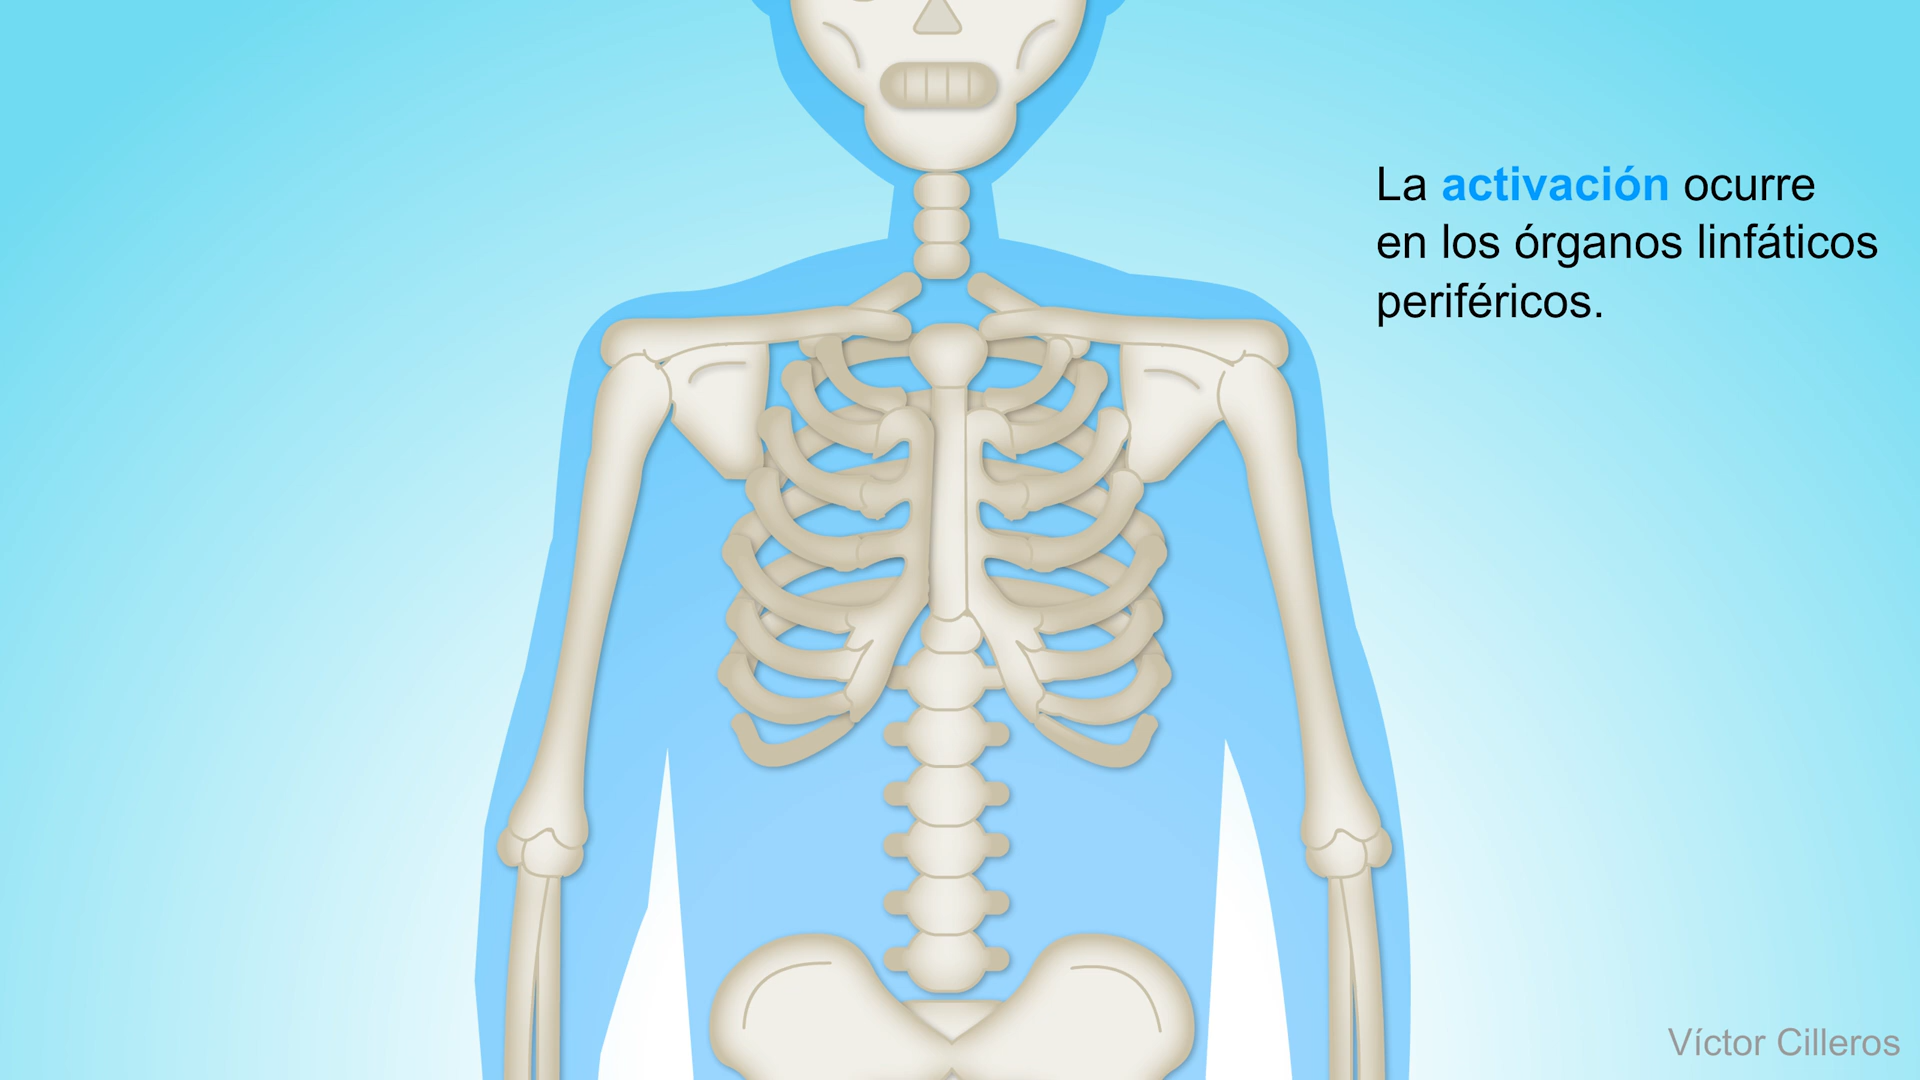 La activación ocurre
en los órganos linfáticos
periféricos.
Víctor Cilleros